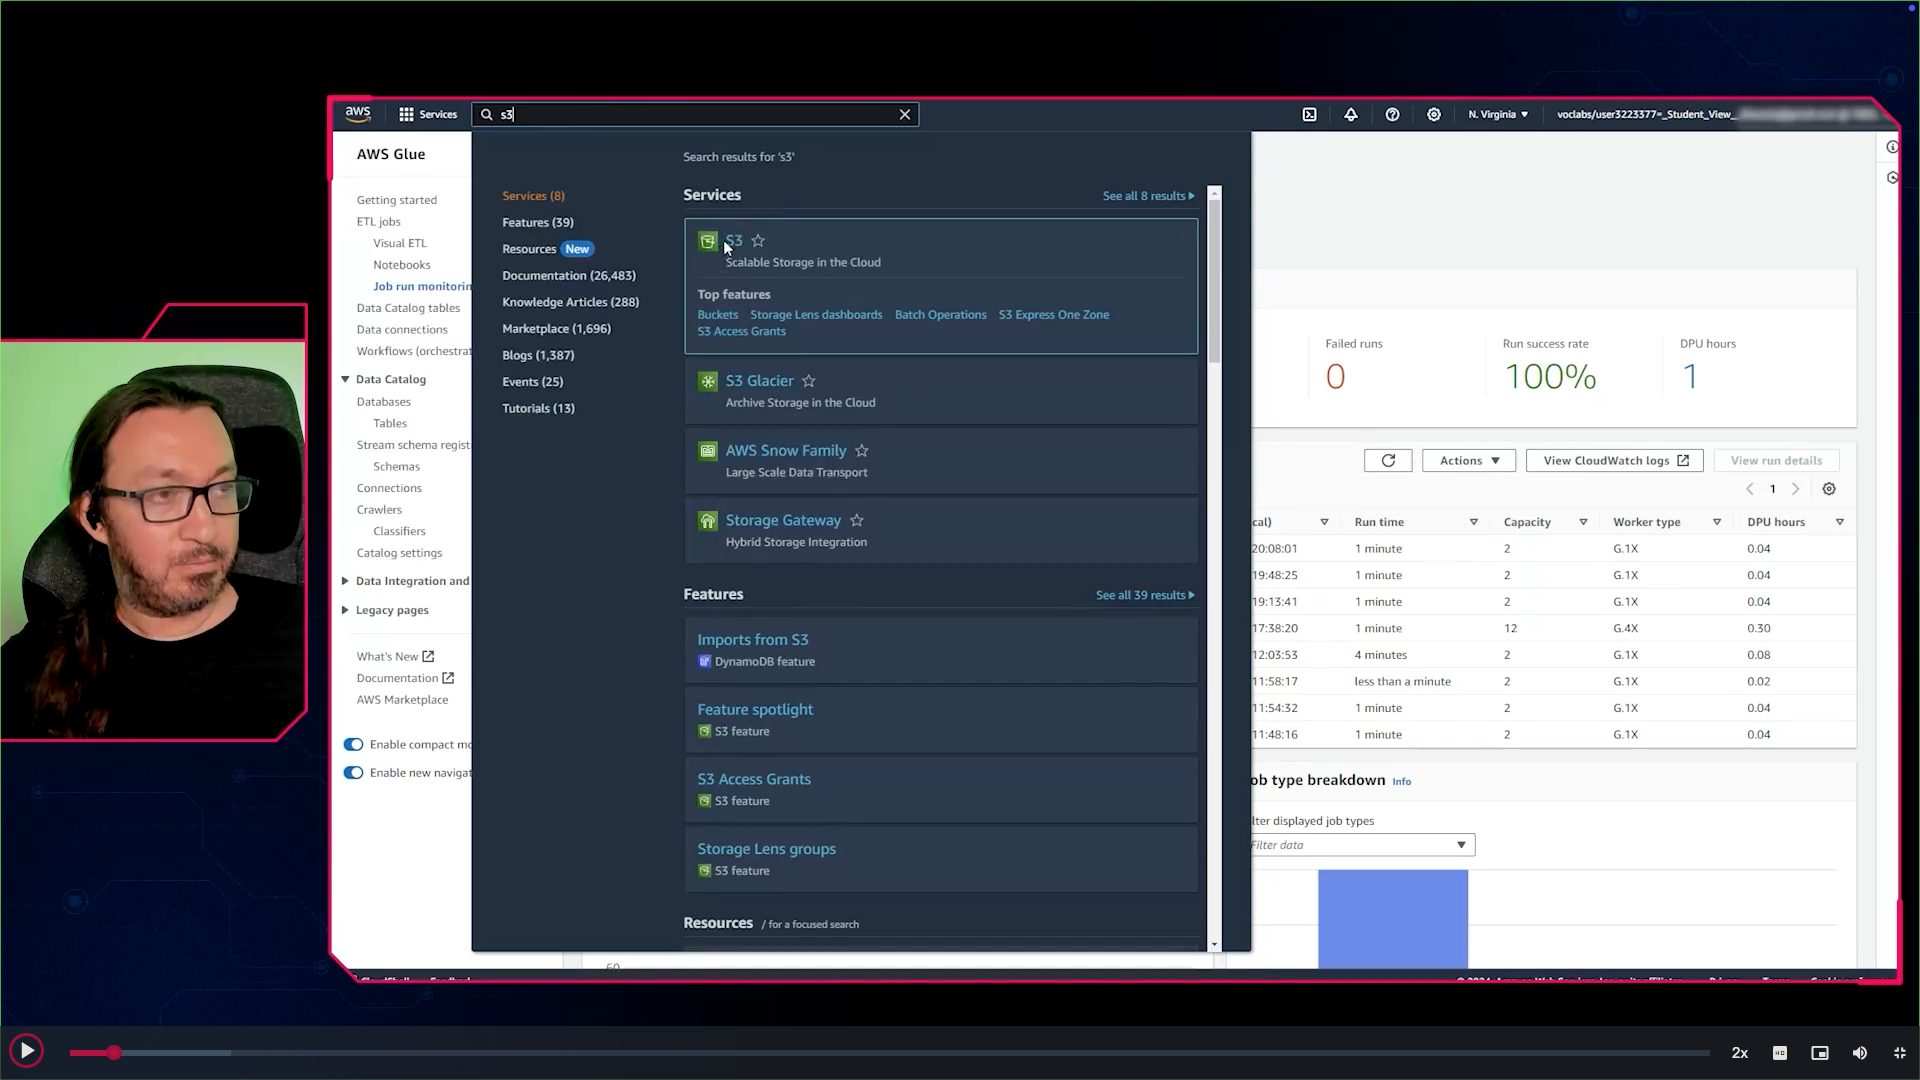 aws
Services
s3
N. Virginia
voclabs/user3223377=_Student_View_
AWS Glue
Getting started
ETL jobs
Visual ETL
Notebooks
Job run monitorin
Data Catalog tables
Data connections
Workflows (orchestrat
Data Catalog
Databases
Tables
Stream schema regist
Schemas
Connections
Crawlers
Classifiers
Catalog settings
Data Integration and
Legacy pages
What's New
Documentation
AWS Marketplace
Enable compact mo
Enable new navigat
Search results for 's3'
Services (8)
Features (39)
Resources New
Documentation (26,483)
Knowledge Articles (288)
Marketplace (1,696)
Blogs (1,387)
Events (25)
Tutorials (13)
Services
See all 8 results
S3
Scalable Storage in the Cloud
Top features
Buckets Storage Lens dashboards Batch Operations S3 Express One Zone
S3 Access Grants
S3 Glacier
Archive Storage in the Cloud
AWS Snow Family
Large Scale Data Transport
Storage Gateway
Hybrid Storage Integration
Features
See all 39 results
Imports from S3
DynamoDB feature
Feature spotlight
S3 feature
S3 Access Grants
S3 feature
Storage Lens groups
S3 feature
Resources / for a focused search
Failed runs Run success rate DPU hours
0 100% 1
Actions View CloudWatch logs View run details
1
cal) Run time Capacity Worker type DPU hours
20:08:01 1 minute 2 G.1X 0.04
19:48:25 1 minute 2 G.1X 0.04
19:13:41 1 minute 2 G.1X 0.04
17:38:20 1 minute 12 G.4X 0.30
12:03:53 4 minutes 2 G.1X 0.08
11:58:17 less than a minute 2 G.1X 0.02
11:54:32 1 minute 2 G.1X 0.04
11:48:16 1 minute 2 G.1X 0.04
ob type breakdown Info
lter displayed job types
Filter data
60
2x
HD